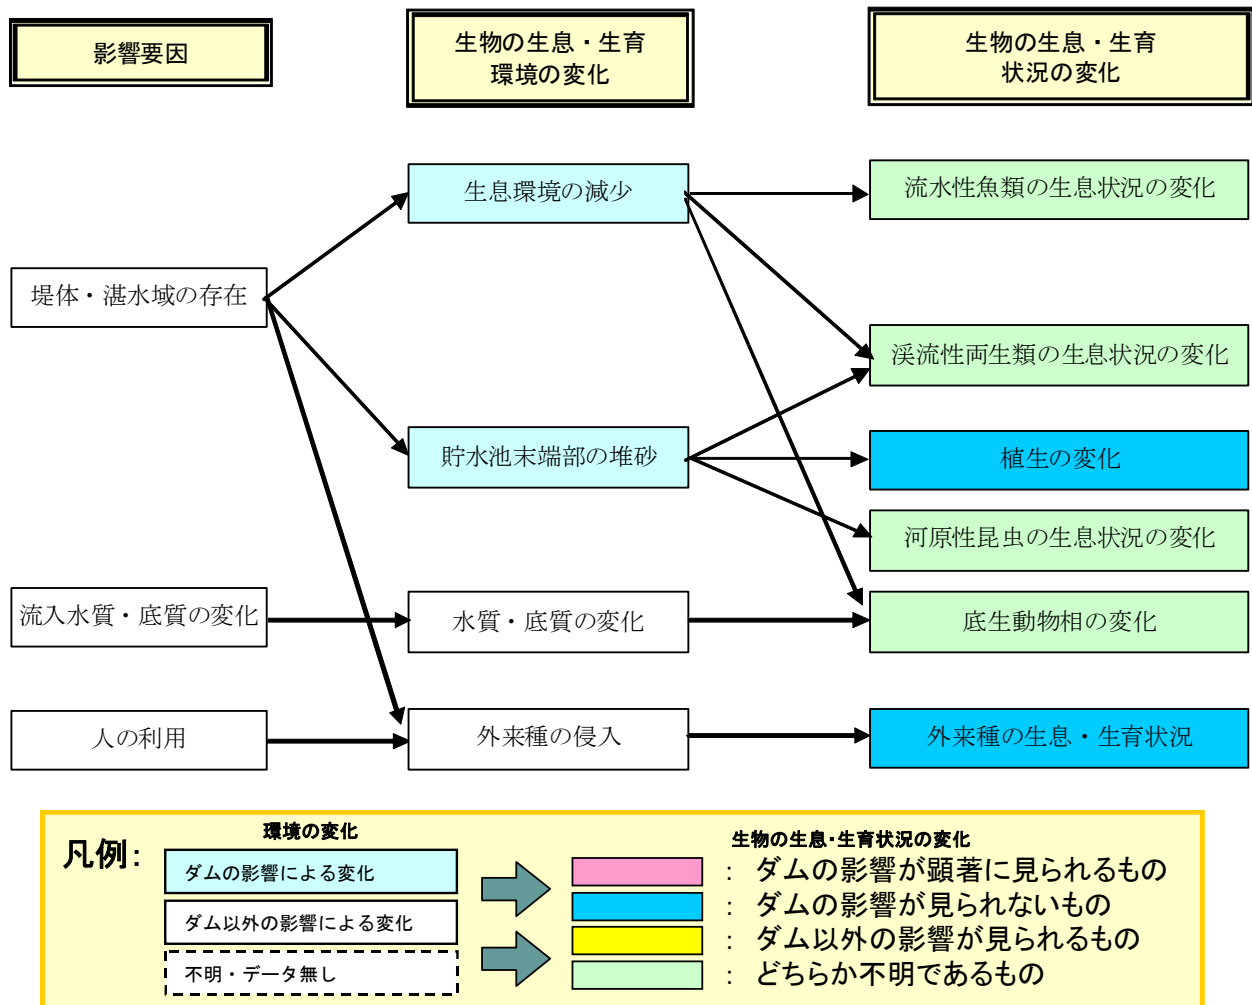 影響要因
生物の生息・生育
環境の変化
生物の生息・生育
状況の変化
生息環境の減少
流水性魚類の生息状況の変化
堤体・湛水域の存在
渓流性両生類の生息状況の変化
貯水池末端部の堆砂
植生の変化
河原性昆虫の生息状況の変化
流入水質・底質の変化
水質・底質の変化
底生動物相の変化
人の利用
外来種の侵入
外来種の生息・生育状況
凡例:
環境の変化
ダムの影響による変化
ダム以外の影響による変化
不明・データ無し
生物の生息・生育状況の変化
: ダムの影響が顕著に見られるもの
: ダムの影響が見られないもの
: ダム以外の影響が見られるもの
: どちらか不明であるもの